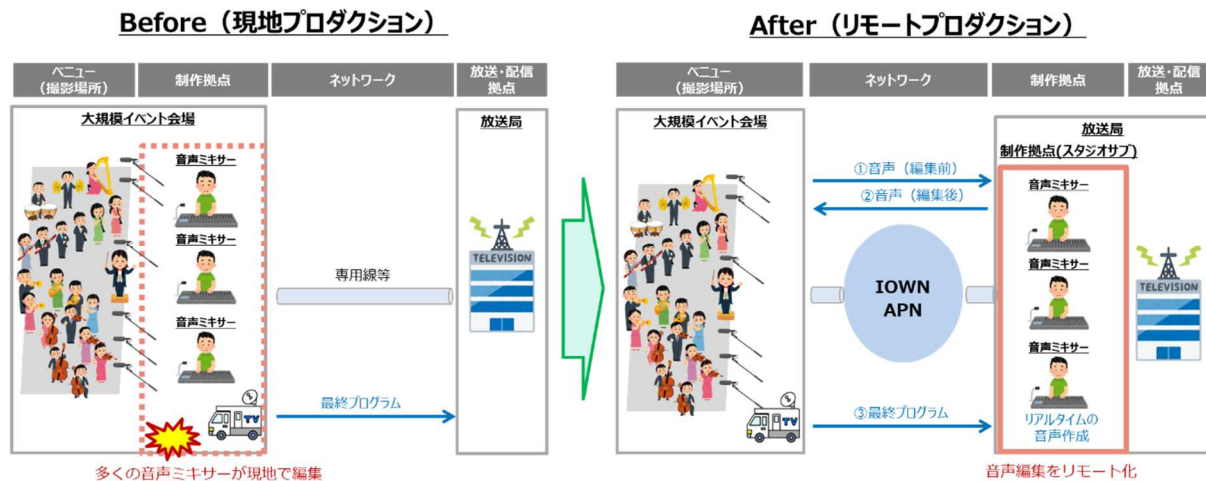 Before（現地プロダクション）
ベニュー
（撮影場所）
制作拠点
ネットワーク
放送・配信
拠点
大規模イベント会場
音声ミキサー
音声ミキサー
音声ミキサー
TV
多くの音声ミキサーが現地で編集
専用線等
最終プログラム
放送局
TELEVISION
After（リモートプロダクション）
ベニュー
（撮影場所）
ネットワーク
制作拠点
放送・配信
拠点
大規模イベント会場
TV
①音声（編集前）
②音声（編集後）
IOWN
APN
③最終プログラム
放送局
制作拠点(スタジオサブ)
音声ミキサー
音声ミキサー
音声ミキサー
リアルタイムの
音声作成
TELEVISION
音声編集をリモート化